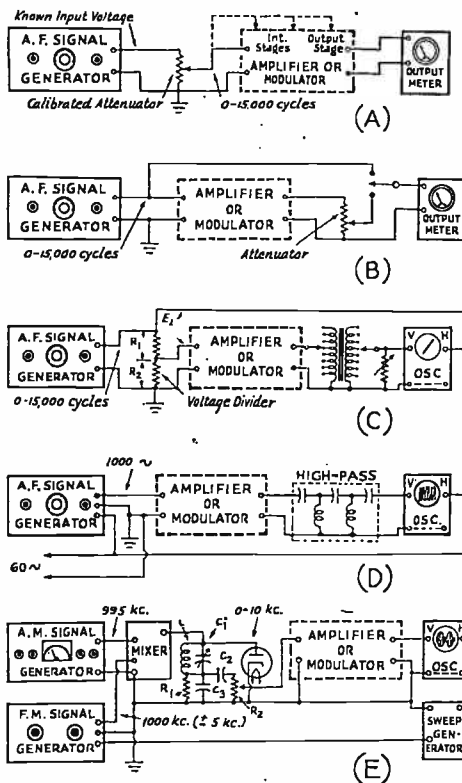 Known Input Voltage
A.F. SIGNAL
GENERATOR
Calibrated Attenuator
0-15,000 cycles
Int. Stages
Output Stage
AMPLIFIER OR
MODULATOR
OUTPUT
METER
(A)
A.F. SIGNAL
GENERATOR
0-15,000 cycles
AMPLIFIER
OR
MODULATOR
Attenuator
OUTPUT
METER
(B)
A.F. SIGNAL
GENERATOR
0-15,000 cycles
R1
R2
Voltage Divider
AMPLIFIER
OR
MODULATOR
V H
OSC
(C)
1000 ~
A.F. SIGNAL
GENERATOR
60 ~
AMPLIFIER
OR
MODULATOR
HIGH-PASS
V H
OSC.
(D)
995 kc.
A.M. SIGNAL
GENERATOR
MIXER
L
C1
C2
C3
R1
R2
0-10 kc.
AMPLIFIER OR
MODULATOR
V H
OSC
F.M. SIGNAL
GENERATOR
1000 kc. (± 5 kc.)
SWEEP
GEN-
ERATOR
(E)